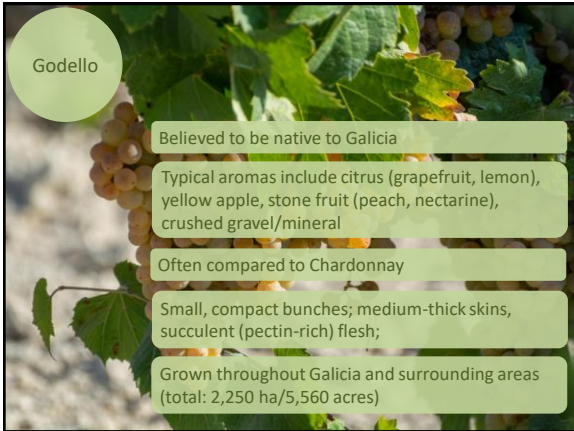 Godello
Believed to be native to Galicia
Typical aromas include citrus (grapefruit, lemon),
yellow apple, stone fruit (peach, nectarine),
crushed gravel/mineral
Often compared to Chardonnay
Small, compact bunches; medium-thick skins,
succulent (pectin-rich) flesh;
Grown throughout Galicia and surrounding areas
(total: 2,250 ha/5,560 acres)